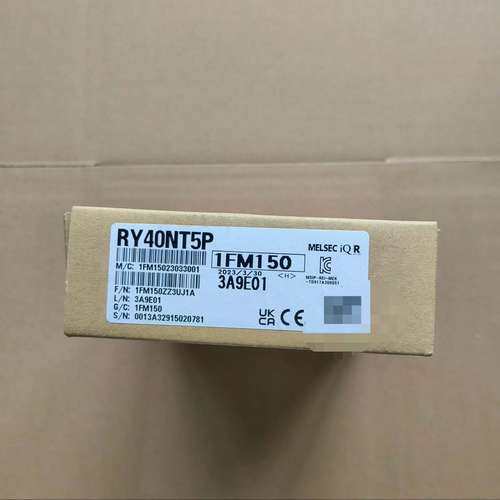 RY40NT5P
1FM150
MELSEC iQ R
M/C: 1FM15023033001
2023/3/30 <H>
3A9E01
F/N: 1FM150ZZ3UJ1A
L/N: 3A9E01
G/C: 1FM150
S/N: 0013A32915020781
UK
CA
CE